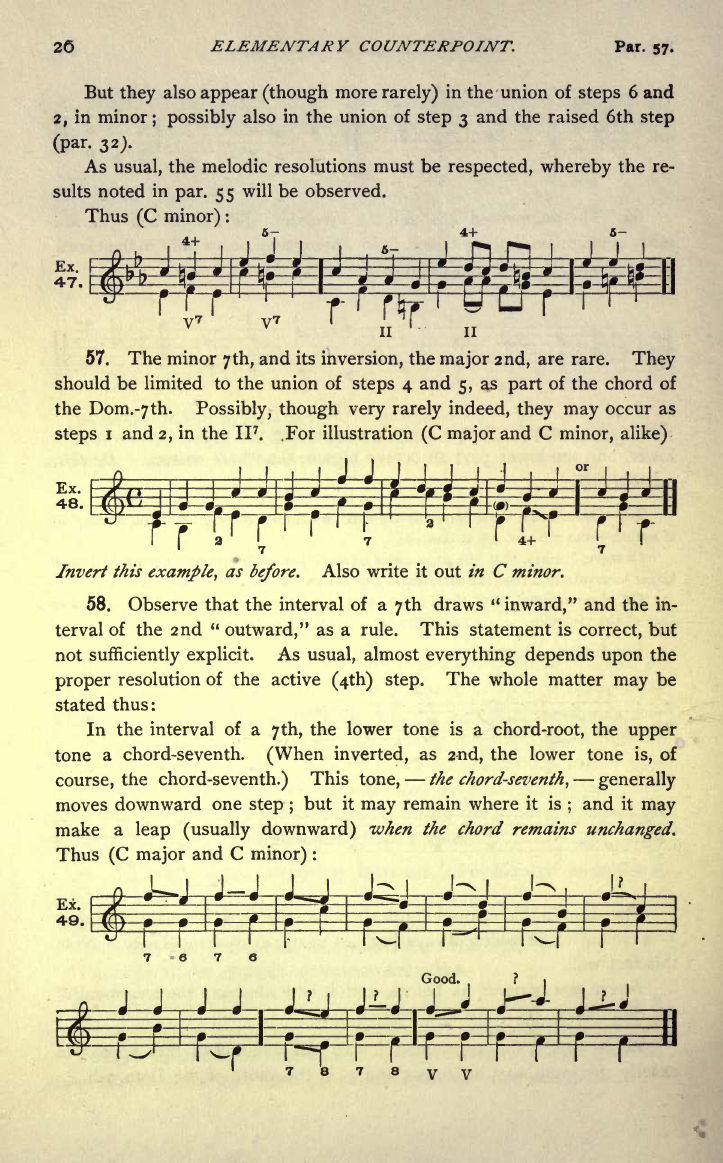 26 ELEMENTARY COUNTERPOINT. Par. 57.
But they also appear (though more rarely) in the union of steps 6 and
2, in minor; possibly also in the union of step 3 and the raised 6th step
(par. 32).
As usual, the melodic resolutions must be respected, whereby the re-
sults noted in par. 55 will be observed.
Thus (C minor):
4+ 5– 5– 4+ 5–
Ex.
47.
V7 V7 II II
57. The minor 7th, and its inversion, the major 2nd, are rare. They
should be limited to the union of steps 4 and 5, as part of the chord of
the Dom.-7th. Possibly, though very rarely indeed, they may occur as
steps 1 and 2, in the II7. For illustration (C major and C minor, alike)
or
Ex.
48.
2 7 7 2 4+ 7
Invert this example, as before. Also write it out in C minor.
58. Observe that the interval of a 7th draws "inward," and the in-
terval of the 2nd "outward," as a rule. This statement is correct, but
not sufficiently explicit. As usual, almost everything depends upon the
proper resolution of the active (4th) step. The whole matter may be
stated thus:
In the interval of a 7th, the lower tone is a chord-root, the upper
tone a chord-seventh. (When inverted, as 2nd, the lower tone is, of
course, the chord-seventh.) This tone, — the chord-seventh, — generally
moves downward one step; but it may remain where it is; and it may
make a leap (usually downward) when the chord remains unchanged.
Thus (C major and C minor):
?
Ex.
49.
7 6 7 6
? ? Good. ? ?
7 8 7 8 V V